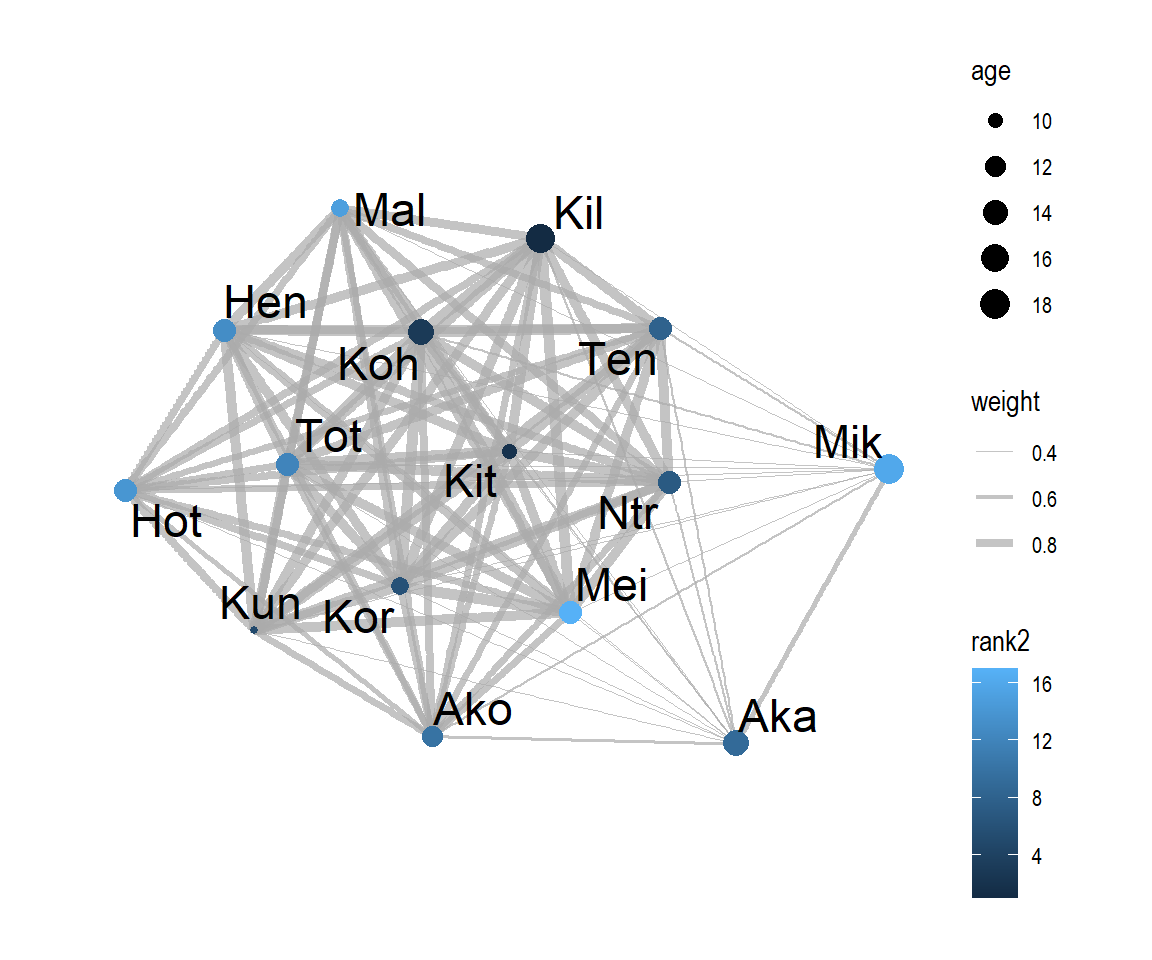 age
10
12
14
16
18
weight
0.4
0.6
0.8
rank2
16
12
8
4
Mal
Kil
Hen
Koh
Ten
Tot
Mik
Kit
Hot
Ntr
Kun
Kor
Mei
Ako
Aka